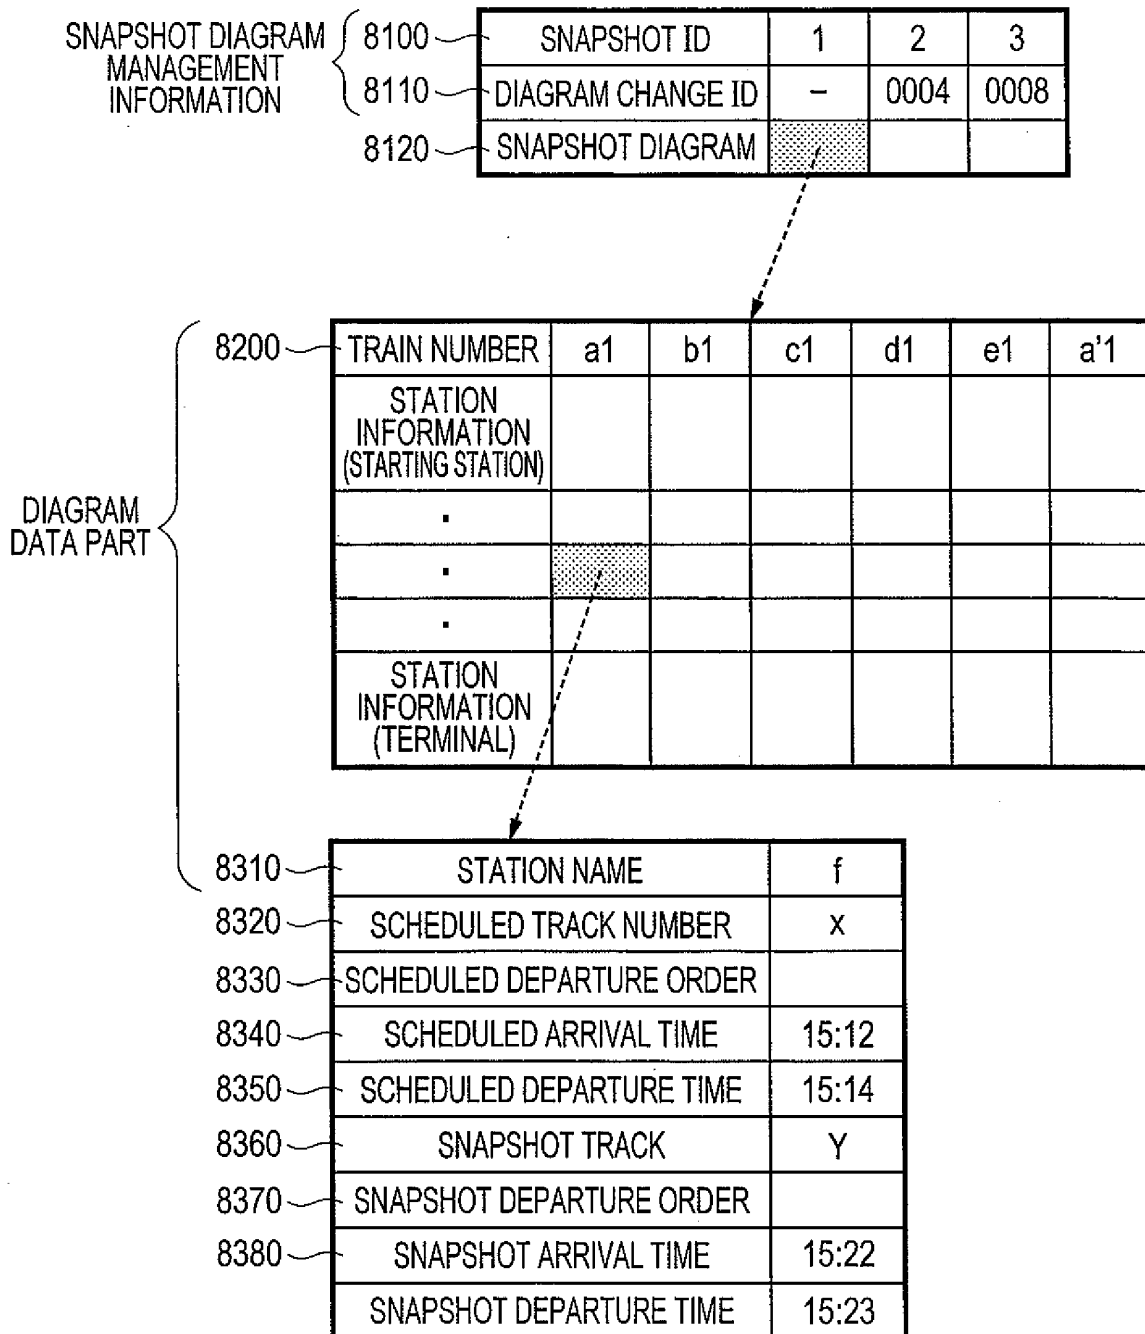 SNAPSHOT DIAGRAM
MANAGEMENT
INFORMATION
8100 SNAPSHOT ID 1 2 3
8110 DIAGRAM CHANGE ID – 0004 0008
8120 SNAPSHOT DIAGRAM
DIAGRAM
DATA PART
8200 TRAIN NUMBER a1 b1 c1 d1 e1 a'1
STATION
INFORMATION
(STARTING STATION)
.
.
.
STATION
INFORMATION
(TERMINAL)
8310 STATION NAME f
8320 SCHEDULED TRACK NUMBER x
8330 SCHEDULED DEPARTURE ORDER
8340 SCHEDULED ARRIVAL TIME 15:12
8350 SCHEDULED DEPARTURE TIME 15:14
8360 SNAPSHOT TRACK Y
8370 SNAPSHOT DEPARTURE ORDER
8380 SNAPSHOT ARRIVAL TIME 15:22
SNAPSHOT DEPARTURE TIME 15:23